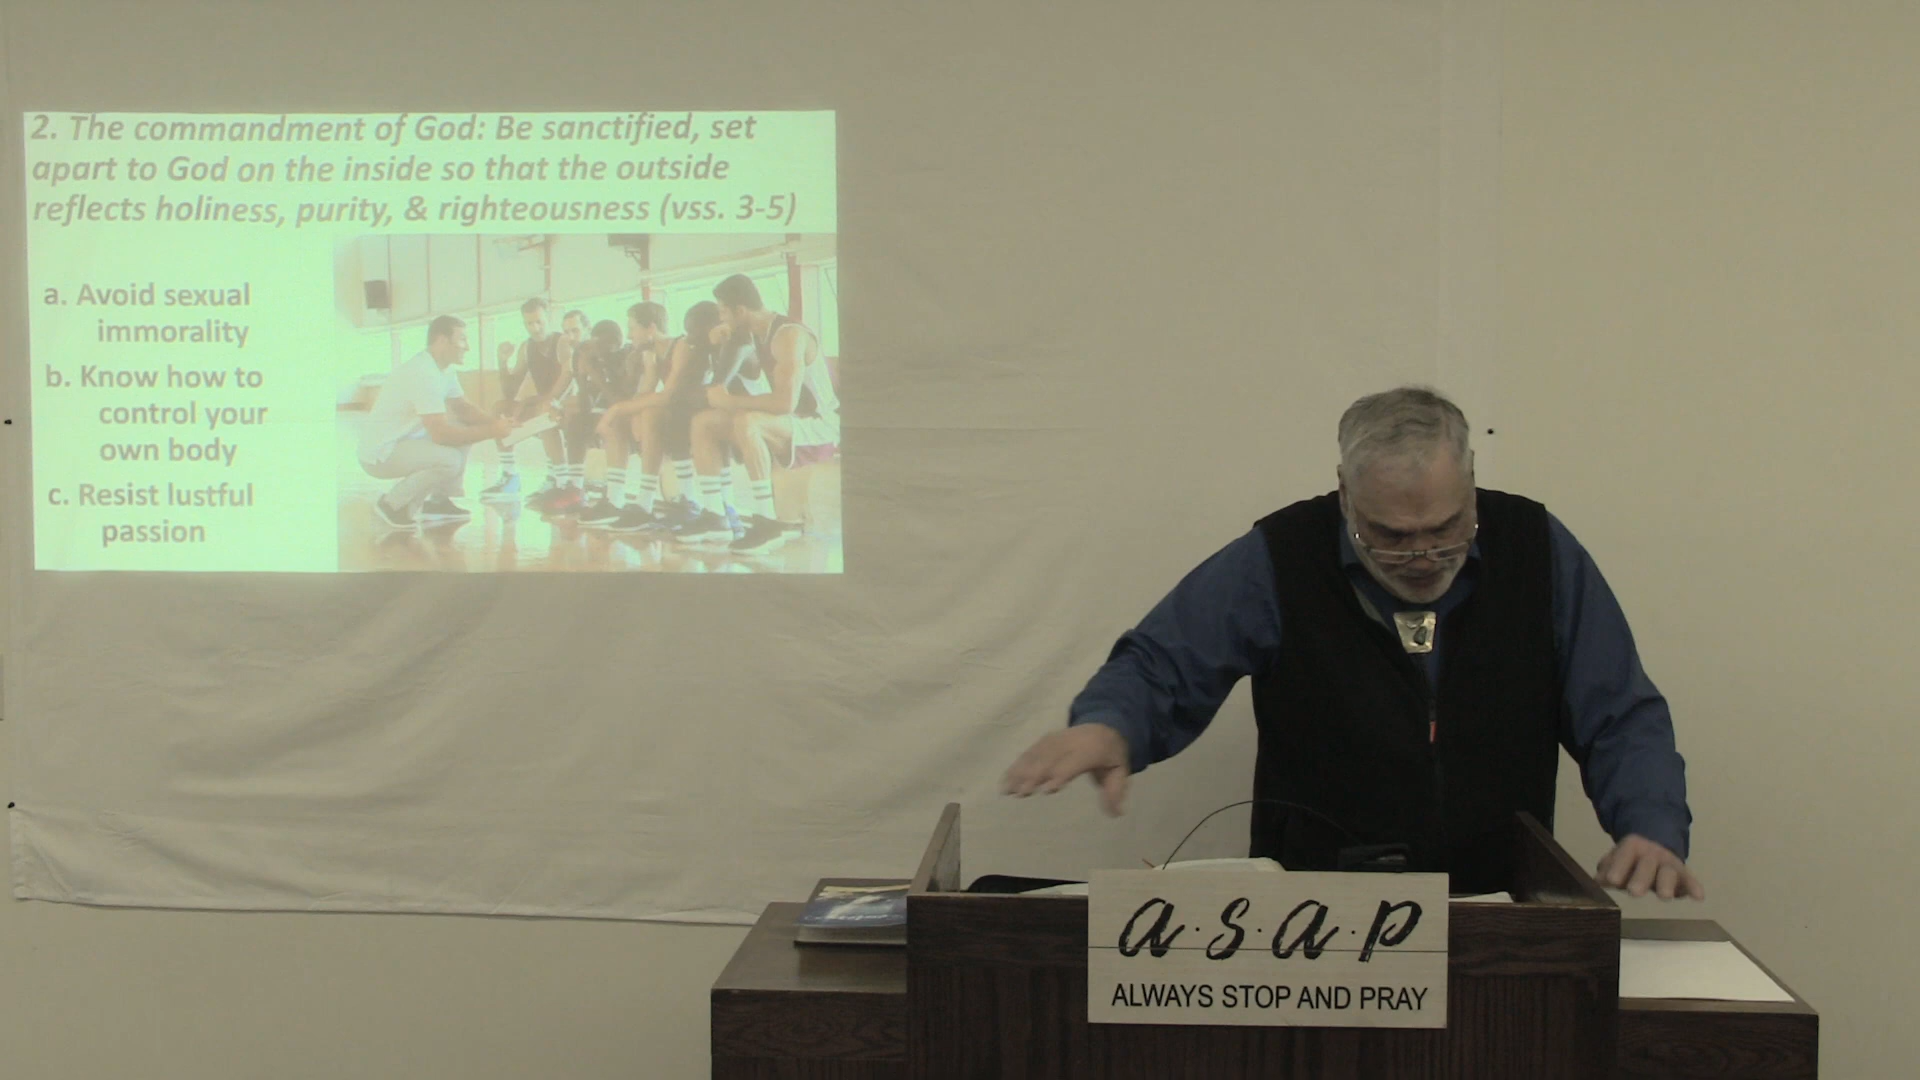 2. The commandment of God: Be sanctified, set
apart to God on the inside so that the outside
reflects holiness, purity, & righteousness (vss. 3-5)
a. Avoid sexual
immorality
b. Know how to
control your
own body
c. Resist lustful
passion
a.s.a.p
ALWAYS STOP AND PRAY